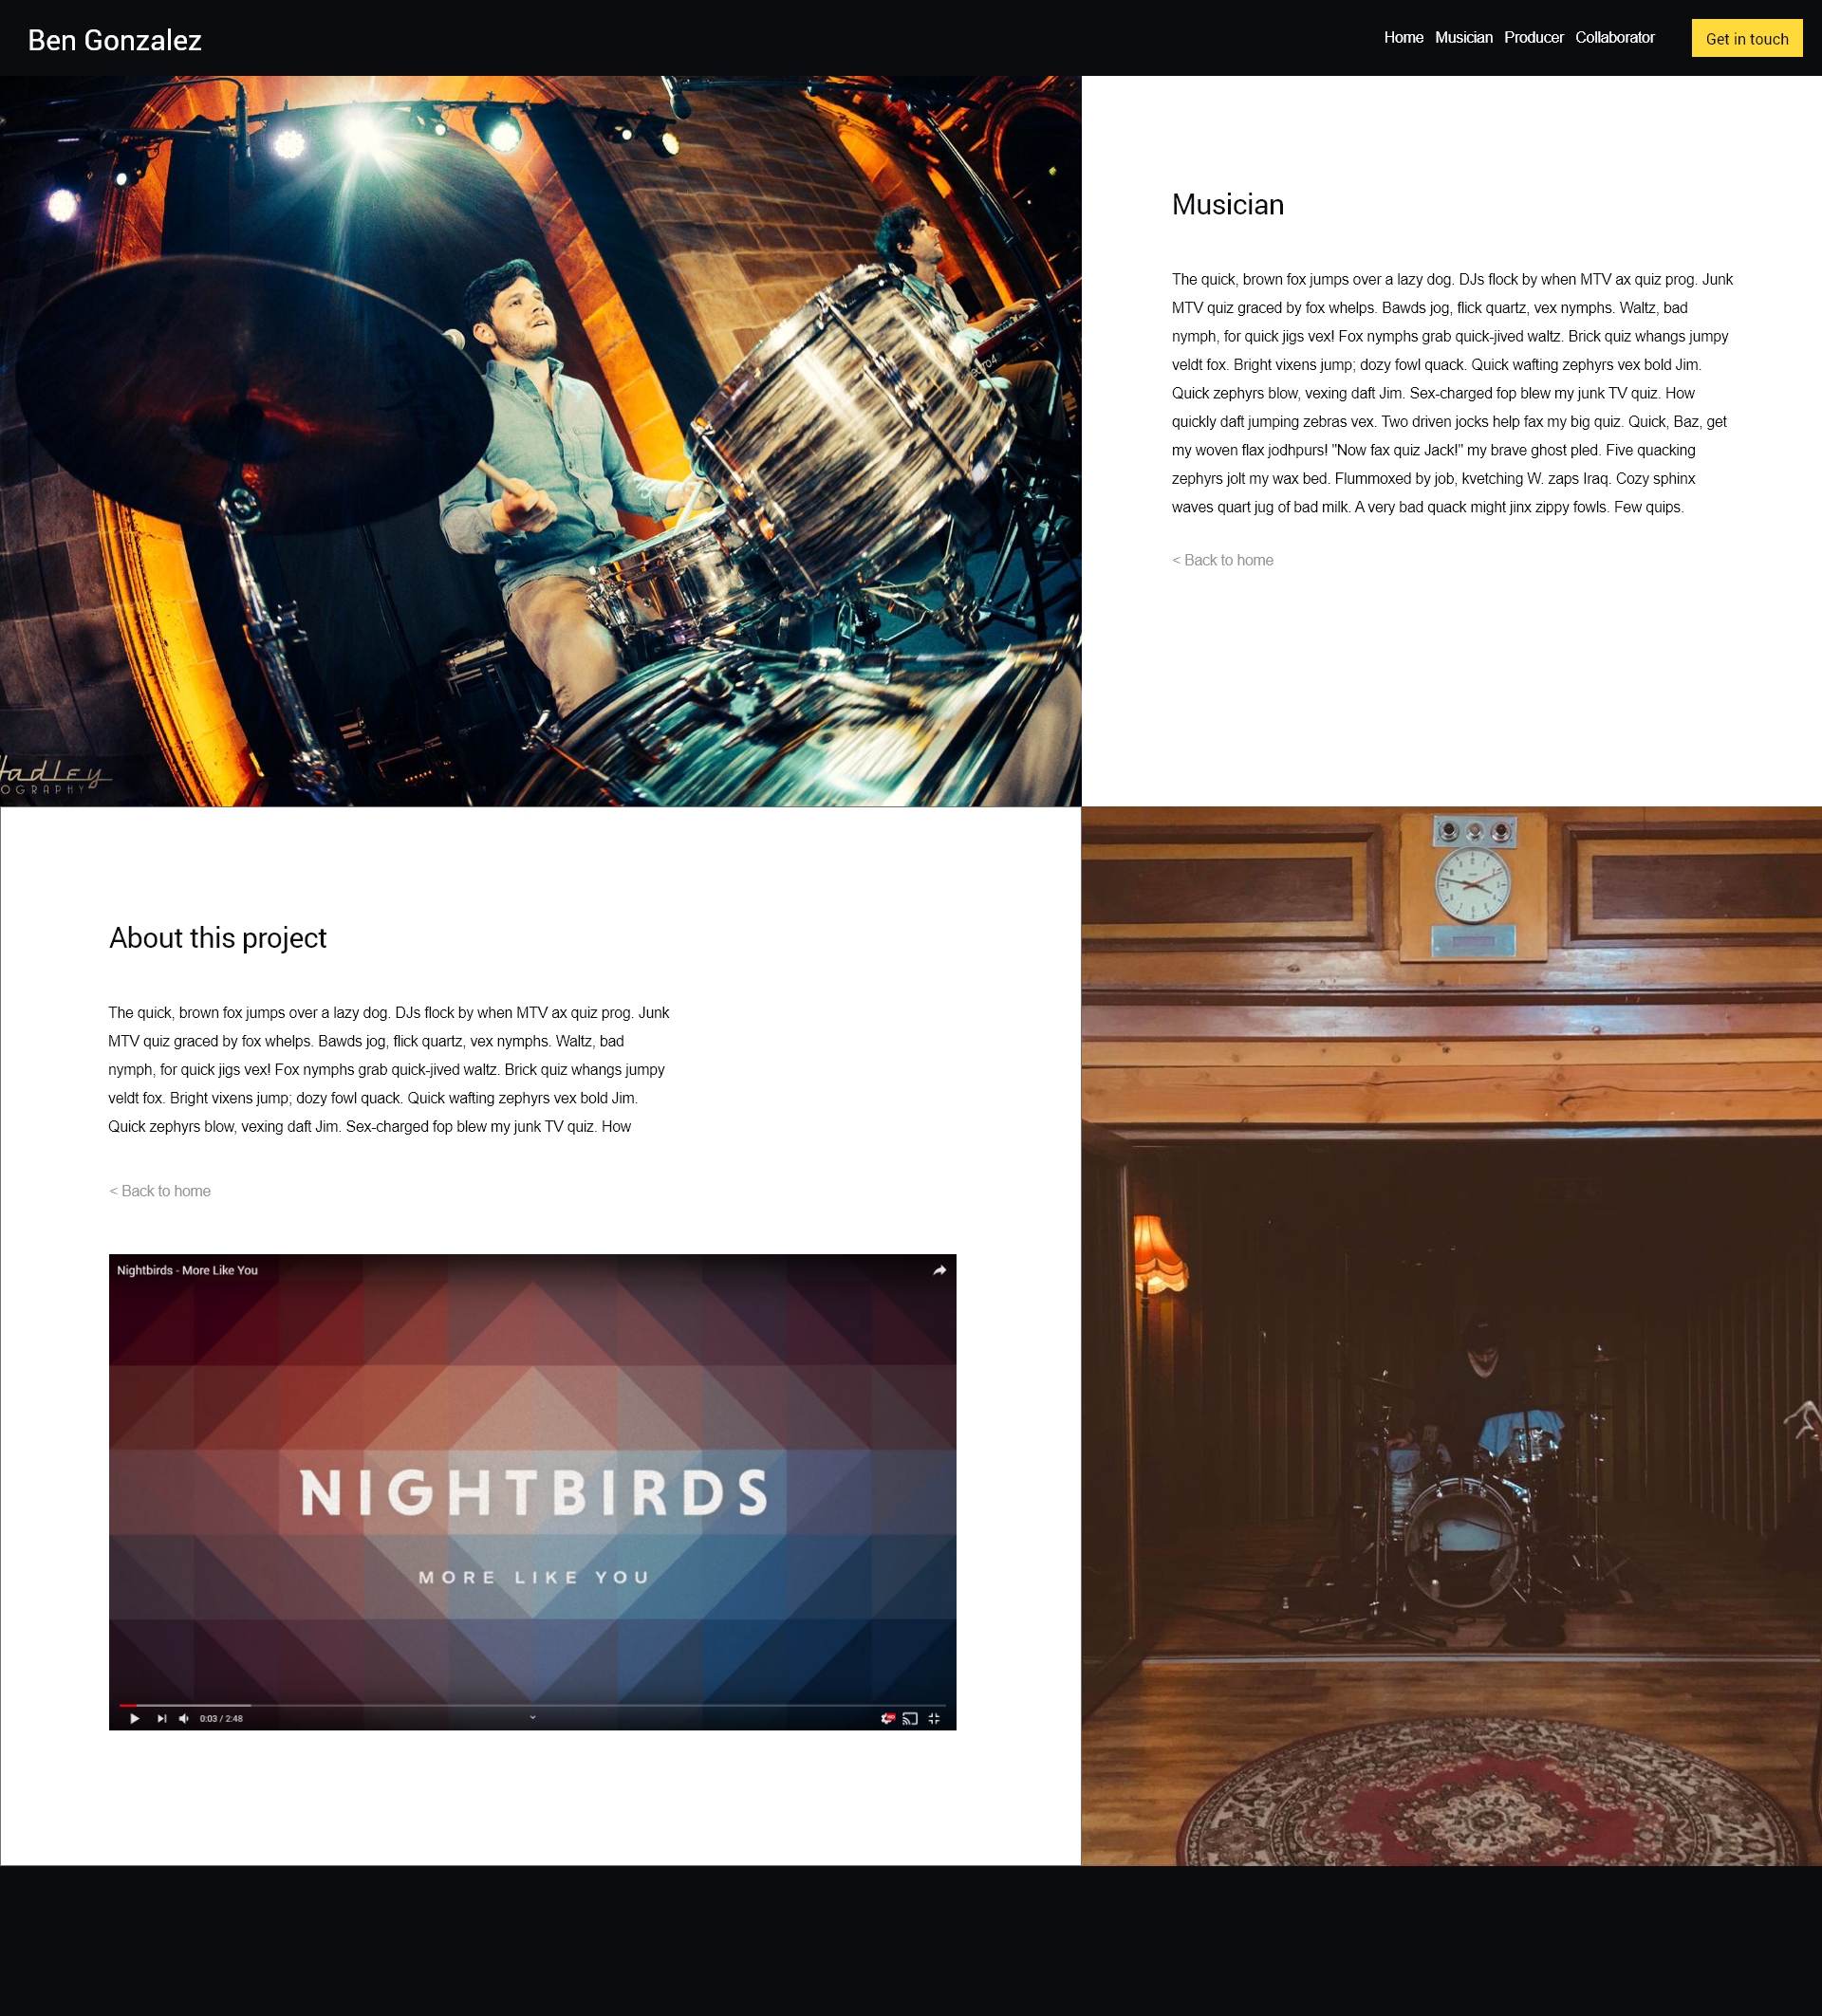 Ben Gonzalez
Home Musician Producer Collaborator
Get in touch
Musician
The quick, brown fox jumps over a lazy dog. DJs flock by when MTV ax quiz prog. Junk
MTV quiz graced by fox whelps. Bawds jog, flick quartz, vex nymphs. Waltz, bad
nymph, for quick jigs vex! Fox nymphs grab quick-jived waltz. Brick quiz whangs jumpy
veldt fox. Bright vixens jump; dozy fowl quack. Quick wafting zephyrs vex bold Jim.
Quick zephyrs blow, vexing daft Jim. Sex-charged fop blew my junk TV quiz. How
quickly daft jumping zebras vex. Two driven jocks help fax my big quiz. Quick, Baz, get
my woven flax jodhpurs! "Now fax quiz Jack!" my brave ghost pled. Five quacking
zephyrs jolt my wax bed. Flummoxed by job, kvetching W. zaps Iraq. Cozy sphinx
waves quart jug of bad milk. A very bad quack might jinx zippy fowls. Few quips.
< Back to home
Hadley
OGRAPHY
About this project
The quick, brown fox jumps over a lazy dog. DJs flock by when MTV ax quiz prog. Junk
MTV quiz graced by fox whelps. Bawds jog, flick quartz, vex nymphs. Waltz, bad
nymph, for quick jigs vex! Fox nymphs grab quick-jived waltz. Brick quiz whangs jumpy
veldt fox. Bright vixens jump; dozy fowl quack. Quick wafting zephyrs vex bold Jim.
Quick zephyrs blow, vexing daft Jim. Sex-charged fop blew my junk TV quiz. How
< Back to home
Nightbirds - More Like You
NIGHTBIRDS
MORE LIKE YOU
0:03 / 2:48